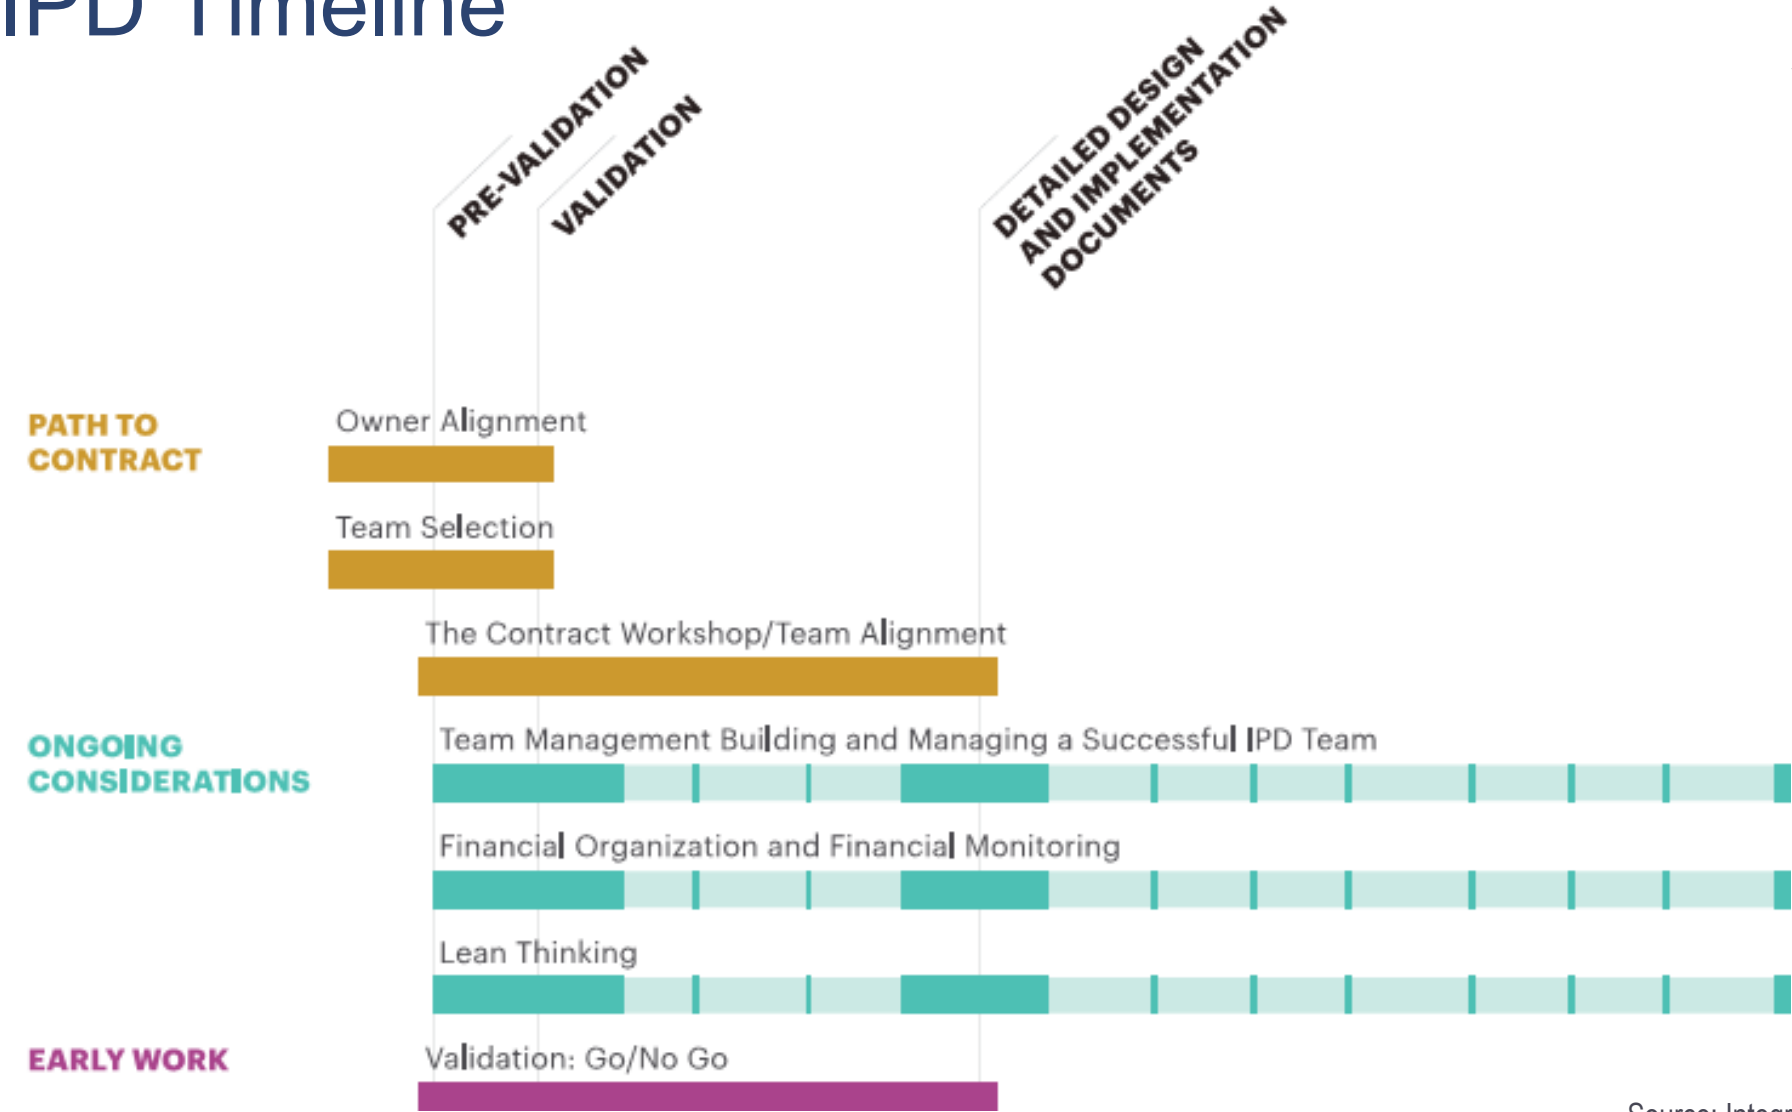 IPD Timeline
PRE-VALIDATION
VALIDATION
DETAILED DESIGN
AND IMPLEMENTATION
DOCUMENTS
PATH TO
CONTRACT
Owner Alignment
Team Selection
The Contract Workshop/Team Alignment
ONGOING
CONSIDERATIONS
Team Management Building and Managing a Successful IPD Team
Financial Organization and Financial Monitoring
Lean Thinking
EARLY WORK
Validation: Go/No Go
Source: